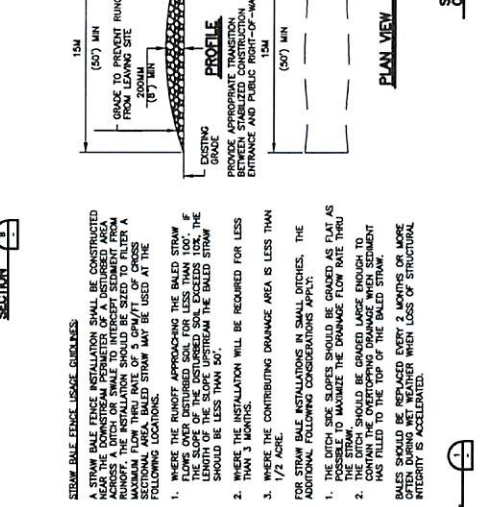 SECTION
B
-
STRAW BALE FENCE USAGE GUIDLINES:
A STRAW BALE FENCE INSTALLATION SHALL BE CONSTRUCTED
NEAR THE DOWNSTREAM PERIMETER OF A DISTURBED AREA
ACROSS A DITCH OR SWALE TO INTERCEPT SEDIMENT FROM
RUNOFF. THE INSTALLATION SHOULD BE SIZED TO FILTER A
MAXIMUM FLOW THRU RATE OF 5 GPM/FT OF CROSS
SECTIONAL AREA. BALED STRAW MAY BE USED AT THE
FOLLOWING LOCATIONS.
1. WHERE THE RUNOFF APPROACHING THE BALED STRAW
FLOWS OVER DISTURBED SOIL FOR LESS THAN 100'. IF
THE SLOPE OF THE DISTURBED SOIL EXCEEDS 10%, THE
LENGTH OF THE SLOPE UPSTREAM THE BALED STRAW
SHOULD BE LESS THAN 50'.
2. WHERE THE INSTALLATION WILL BE REQUIRED FOR LESS
THAN 3 MONTHS.
3. WHERE THE CONTRIBUTING DRAINAGE AREA IS LESS THAN
1/2 ACRE.
FOR STRAW BALE INSTALLATIONS IN SMALL DITCHES, THE
ADDITIONAL FOLLOWING CONSIDERATIONS APPLY:
1. THE DITCH SIDE SLOPES SHOULD BE GRADED AS FLAT AS
POSSIBLE TO MAXIMIZE THE DRAINAGE FLOW RATE THRU
THE STRAW.
2. THE DITCH SHOULD BE GRADED LARGE ENOUGH TO
CONTAIN THE OVERTOPPING DRAINAGE WHEN SEDIMENT
HAS FILLED TO THE TOP OF THE BALED STRAW.
BALES SHOULD BE REPLACED EVERY 2 MONTHS OR MORE
OFTEN DURING WET WEATHER WHEN LOSS OF STRUCTURAL
INTEGRITY IS ACCELERATED.
15M
(50') MIN
GRADE TO PREVENT RUNO
FROM LEAVING SITE
200MM
(8") MIN
EXISTING
GRADE
PROFILE
PROVIDE APPROPRIATE TRANSITION
BETWEEN STABILIZED CONSTRUCTION
ENTRANCE AND PUBLIC RIGHT-OF-WA
15M
(50') MIN
PLAN VIEW